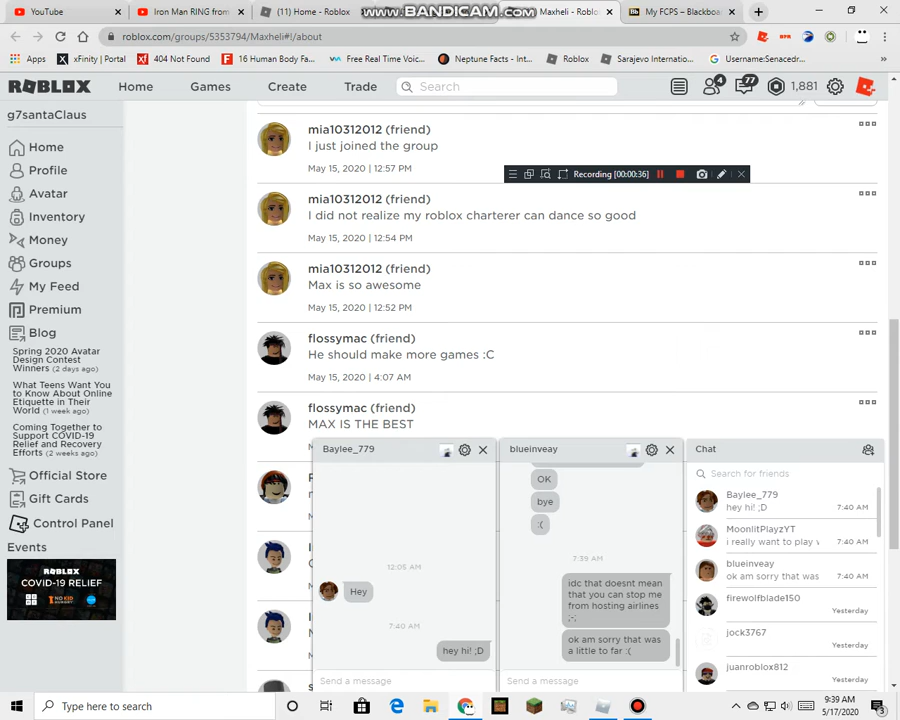 YouTube
Iron Man RING from
(11) Home - Roblox
www.BANDICAM.com
Maxheli - Roblox
My FCPS – Blackboa
roblox.com/groups/5353794/Maxheli#!/about
Apps
xFinity | Portal
404 Not Found
16 Human Body Fa
Free Real Time Voic
Neptune Facts - Int
Roblox
Sarajevo Internatio
Username:Senacedr
ROBLOX
Home
Games
Create
Trade
Search
4
77
1,881
g7santaClaus
Home
Profile
Avatar
Inventory
Money
Groups
My Feed
Premium
Blog
Spring 2020 Avatar
Design Contest
Winners (2 days ago)
What Teens Want You
to Know About Online
Etiquette in Their
World (1 week ago)
Coming Together to
Support COVID-19
Relief and Recovery
Efforts (2 weeks ago)
Official Store
Gift Cards
Control Panel
Events
ROBLOX
COVID-19 RELIEF
NO KID HUNGRY
mia10312012 (friend)
I just joined the group
May 15, 2020 | 12:57 PM
Recording [00:00:36]
mia10312012 (friend)
I did not realize my roblox charterer can dance so good
May 15, 2020 | 12:54 PM
mia10312012 (friend)
Max is so awesome
May 15, 2020 | 12:52 PM
flossymac (friend)
He should make more games :C
May 15, 2020 | 4:07 AM
flossymac (friend)
MAX IS THE BEST
Baylee_779
12:05 AM
Hey
7:40 AM
hey hi! ;D
Send a message
blueinveay
OK
bye
:(
7:39 AM
idc that doesnt mean
that you can stop me
from hosting airlines
;-;
ok am sorry that was
a little to far :(
Send a message
Chat
Search for friends
Baylee_779
hey hi! ;D
7:40 AM
MoonlitPlayzYT
i really want to play v
7:40 AM
blueinveay
ok am sorry that was
7:40 AM
firewolfblade150
Yesterday
jock3767
Yesterday
juanroblox812
Yesterday
Type here to search
9:39 AM
5/17/2020
3